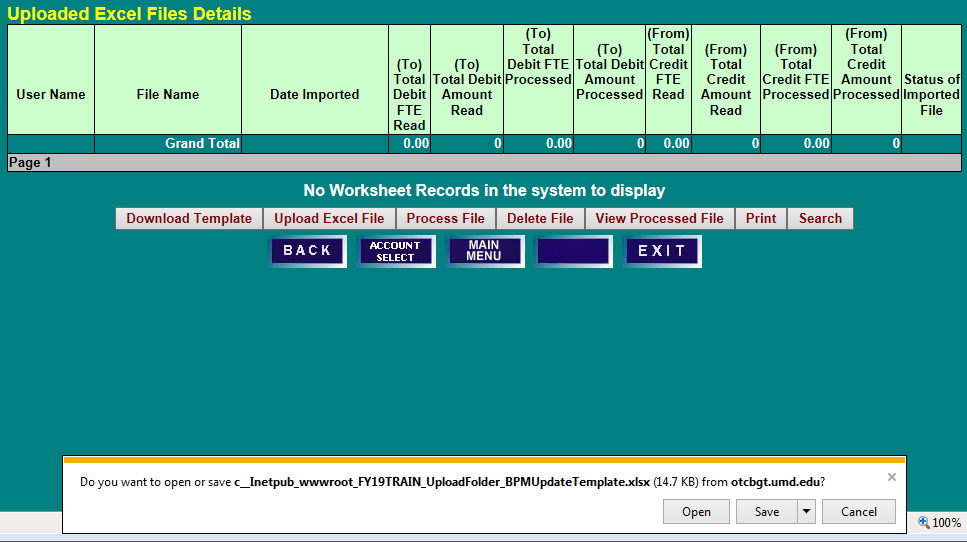 Uploaded Excel Files Details
User Name
File Name
Date Imported
(To)
Total
Debit
FTE
Read
(To)
Total Debit
Amount
Read
(To)
Total
Debit FTE
Processed
(To)
Total Debit
Amount
Processed
(From)
Total
Credit
FTE
Read
(From)
Total
Credit
Amount
Read
(From)
Total
Credit FTE
Processed
(From)
Total
Credit
Amount
Processed
Status of
Imported
File
Grand Total 0.00 0 0.00 0 0.00 0 0.00 0
Page 1
No Worksheet Records in the system to display
Download Template Upload Excel File Process File Delete File View Processed File Print Search
BACK
ACCOUNT
SELECT
MAIN
MENU
EXIT
Do you want to open or save c__Inetpub_wwwroot_FY19TRAIN_UploadFolder_BPMUpdateTemplate.xlsx (14.7 KB) from otcbgt.umd.edu?
Open Save Cancel
100%